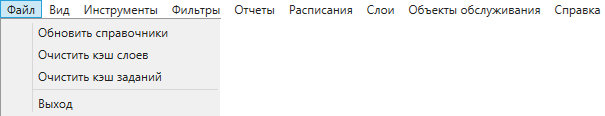 Файл Вид Инструменты Фильтры Отчеты Расписания Слои Объекты обслуживания Справка
Обновить справочники
Очистить кэш слоев
Очистить кэш заданий
Выход